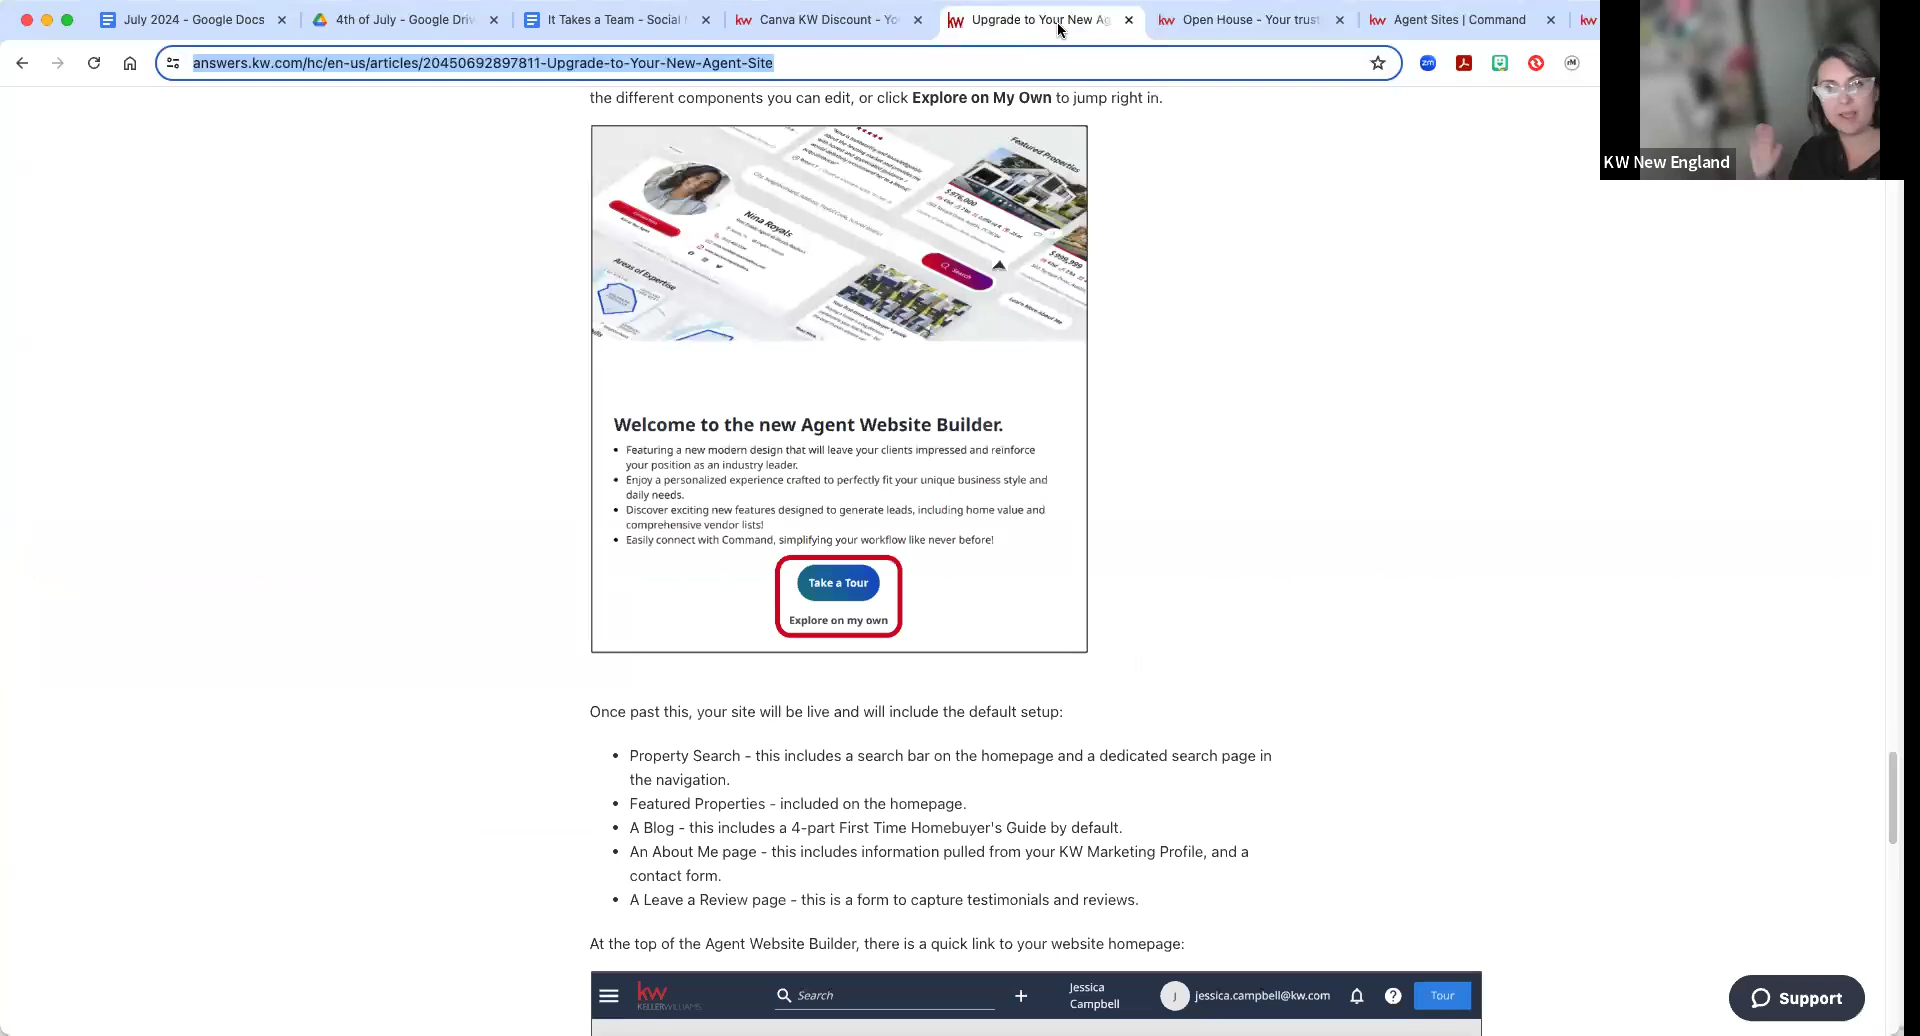 July 2024 - Google Docs
4th of July - Google Driv
It Takes a Team - Social
Canva KW Discount - Yo
Upgrade to Your New Ag
Open House - Your trust
Agent Sites | Command
answers.kw.com/hc/en-us/articles/20450692897811-Upgrade-to-Your-New-Agent-Site
KW New England
the different components you can edit, or click Explore on My Own to jump right in.
Featured Properties
$976,000
$999,999
Nina Royals
Search
Learn More About Me
Areas of Expertise
Welcome to the new Agent Website Builder.
• Featuring a new modern design that will leave your clients impressed and reinforce
your position as an industry leader.
• Enjoy a personalized experience crafted to perfectly fit your unique business style and
daily needs.
• Discover exciting new features designed to generate leads, including home value and
comprehensive vendor lists!
• Easily connect with Command, simplifying your workflow like never before!
Take a Tour
Explore on my own
Once past this, your site will be live and will include the default setup:
• Property Search - this includes a search bar on the homepage and a dedicated search page in
the navigation.
• Featured Properties - included on the homepage.
• A Blog - this includes a 4-part First Time Homebuyer's Guide by default.
• An About Me page - this includes information pulled from your KW Marketing Profile, and a
contact form.
• A Leave a Review page - this is a form to capture testimonials and reviews.
At the top of the Agent Website Builder, there is a quick link to your website homepage:
kw
KELLERWILLIAMS
Search
Jessica
Campbell
J
jessica.campbell@kw.com
Tour
Support